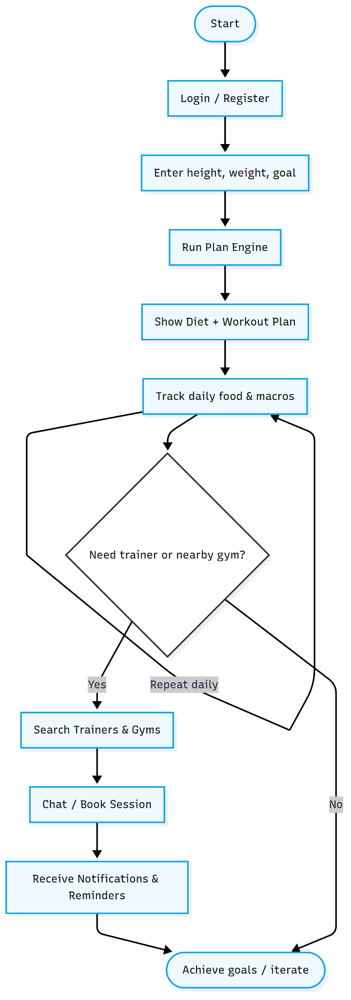 Start
Login / Register
Enter height, weight, goal
Run Plan Engine
Show Diet + Workout Plan
Track daily food & macros
Need trainer or nearby gym?
Yes
Repeat daily
Search Trainers & Gyms
Chat / Book Session
No
Receive Notifications &
Reminders
Achieve goals / iterate